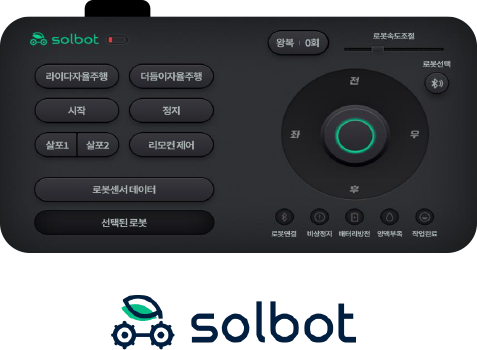 solbot
왕복 | 0회
로봇속도조절
로봇선택
라이다자율주행
더듬이자율주행
시작
정지
살포1
살포2
리모컨 제어
로봇센서 데이터
선택된 로봇
전
좌
우
후
로봇연결
비상정지
배터리방전
양액부족
작업완료
solbot